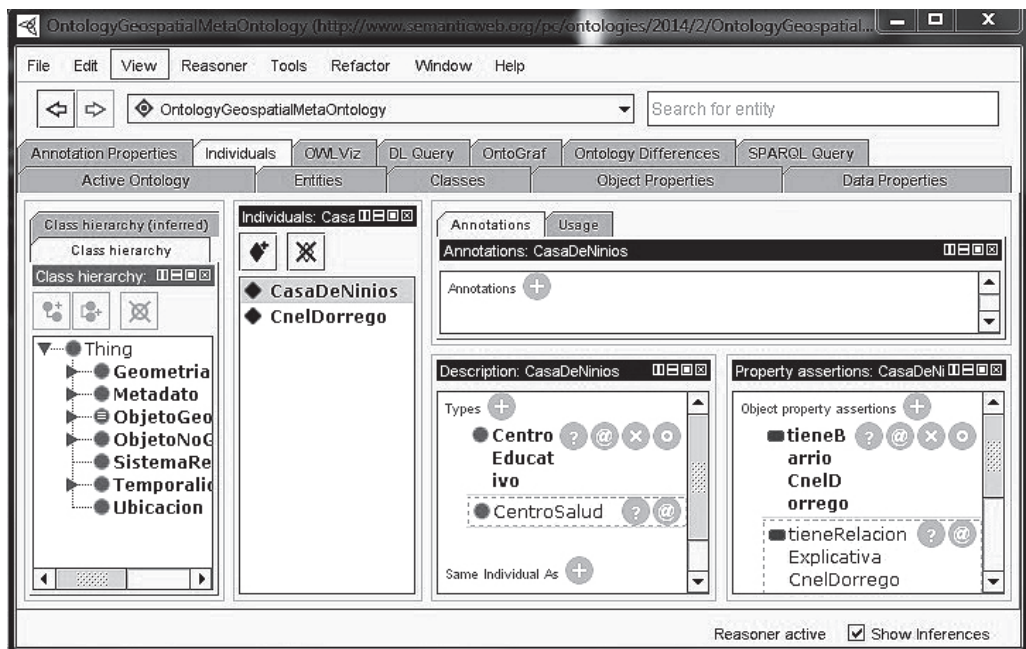 OntologyGeospatialMetaOntology (http://www.semanticweb.org/pc/ontologies/2014/2/OntologyGeospatial...
File Edit View Reasoner Tools Refactor Window Help
OntologyGeospatialMetaOntology Search for entity
Annotation Properties Individuals OWLViz DL Query OntoGraf Ontology Differences SPARQL Query
Active Ontology Entities Classes Object Properties Data Properties
Class hierarchy (inferred)
Class hierarchy
Class hierarchy:
Thing
Geometria
Metadato
ObjetoGeo
ObjetoNoG
SistemaRe
Temporalid
Ubicacion
Individuals: Casa
CasaDeNinios
CnelDorrego
Annotations Usage
Annotations: CasaDeNinios
Annotations
Description: CasaDeNinios
Types
Centro
Educat
ivo
CentroSalud
Same Individual As
Property assertions: CasaDeNi
Object property assertions
tieneB
arrio
CnelD
orrego
tieneRelacion
Explicativa
CnelDorrego
Reasoner active Show Inferences